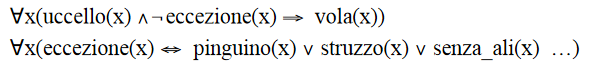 ∀x(uccello(x) ∧ ¬ eccezione(x) ⇒ vola(x))
∀x(eccezione(x) ⇔ pinguino(x) ∨ struzzo(x) ∨ senza_ali(x) …)